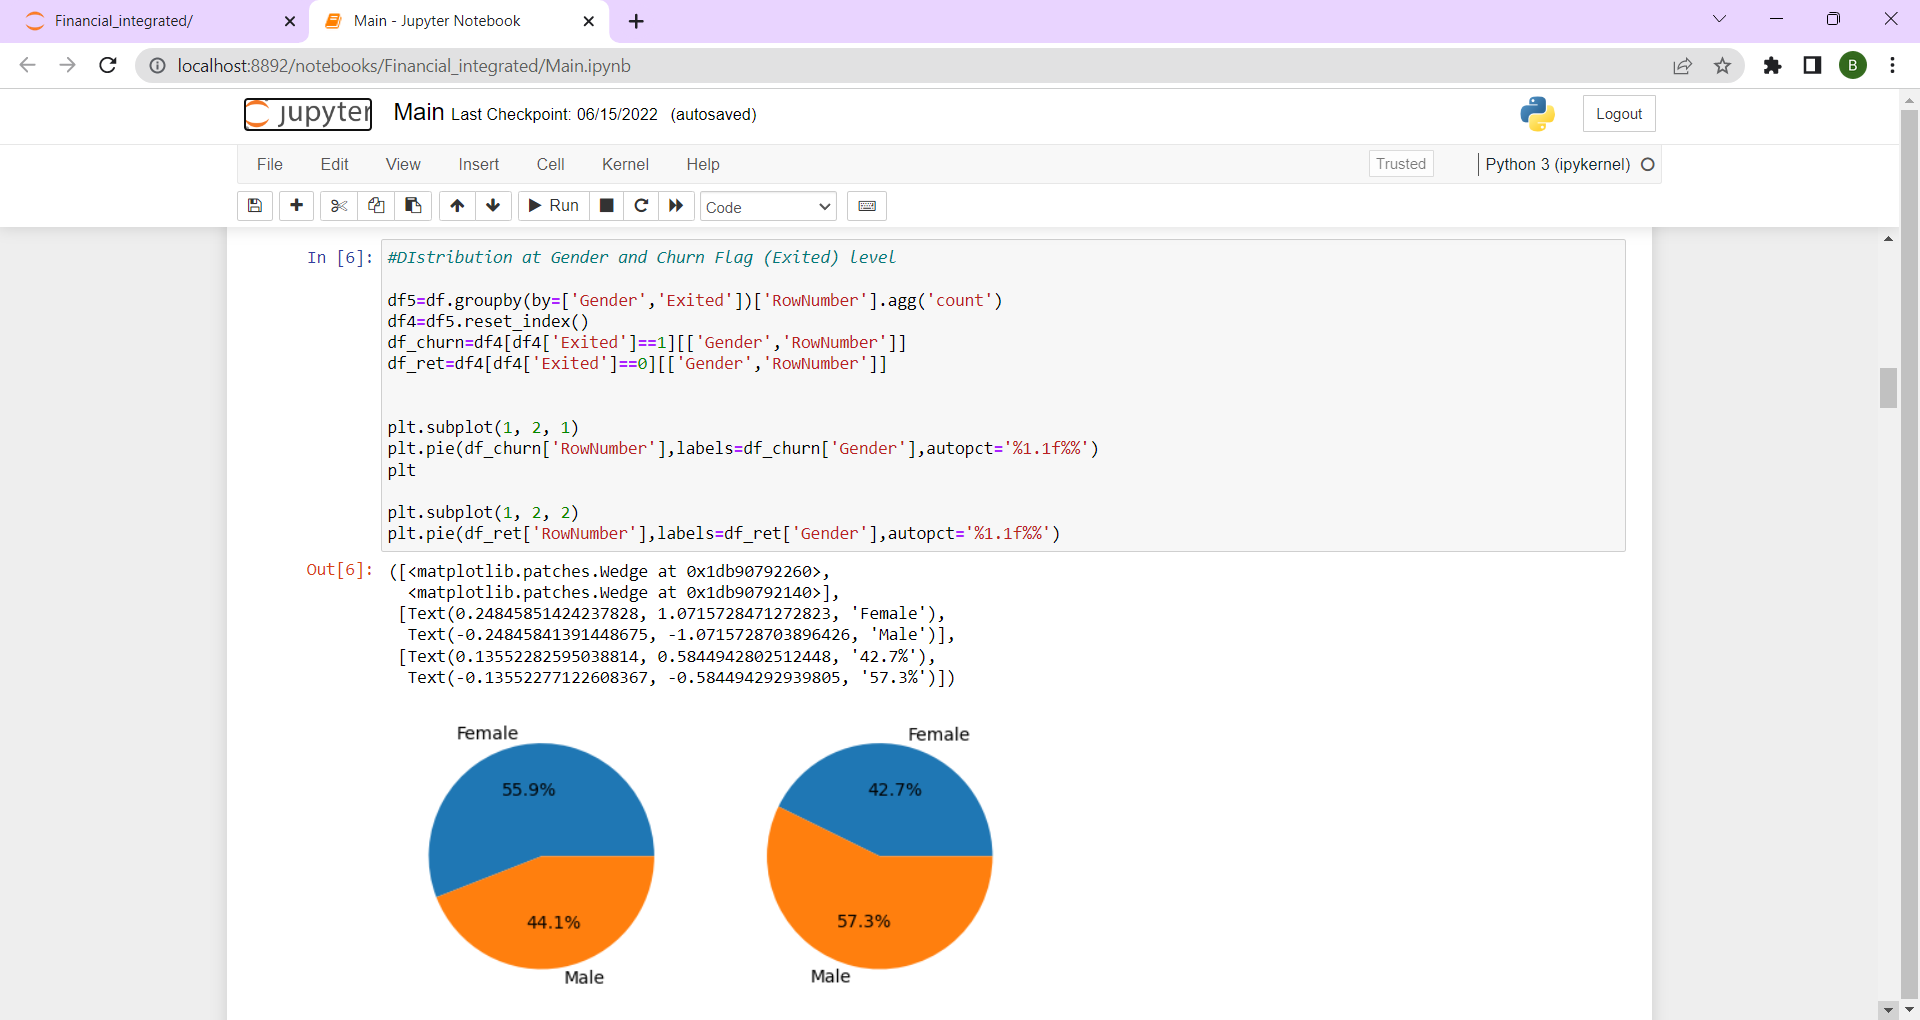 Financial_integrated/
Main - Jupyter Notebook
localhost:8892/notebooks/Financial_integrated/Main.ipynb
B
jupyter Main Last Checkpoint: 06/15/2022 (autosaved)
Logout
File Edit View Insert Cell Kernel Help
Trusted
Python 3 (ipykernel)
Run
Code
In [6]:
#DIstribution at Gender and Churn Flag (Exited) level
df5=df.groupby(by=['Gender','Exited'])['RowNumber'].agg('count')
df4=df5.reset_index()
df_churn=df4[df4['Exited']==1][['Gender','RowNumber']]
df_ret=df4[df4['Exited']==0][['Gender','RowNumber']]
plt.subplot(1, 2, 1)
plt.pie(df_churn['RowNumber'],labels=df_churn['Gender'],autopct='%1.1f%%')
plt
plt.subplot(1, 2, 2)
plt.pie(df_ret['RowNumber'],labels=df_ret['Gender'],autopct='%1.1f%%')
Out[6]:
([<matplotlib.patches.Wedge at 0x1db90792260>,
<matplotlib.patches.Wedge at 0x1db90792140>],
[Text(0.24845851424237828, 1.0715728471272823, 'Female'),
Text(-0.24845841391448675, -1.0715728703896426, 'Male')],
[Text(0.13552282595038814, 0.5844942802512448, '42.7%'),
Text(-0.13552277122608367, -0.584494292939805, '57.3%')])
Female
55.9%
44.1%
Male
Female
42.7%
57.3%
Male